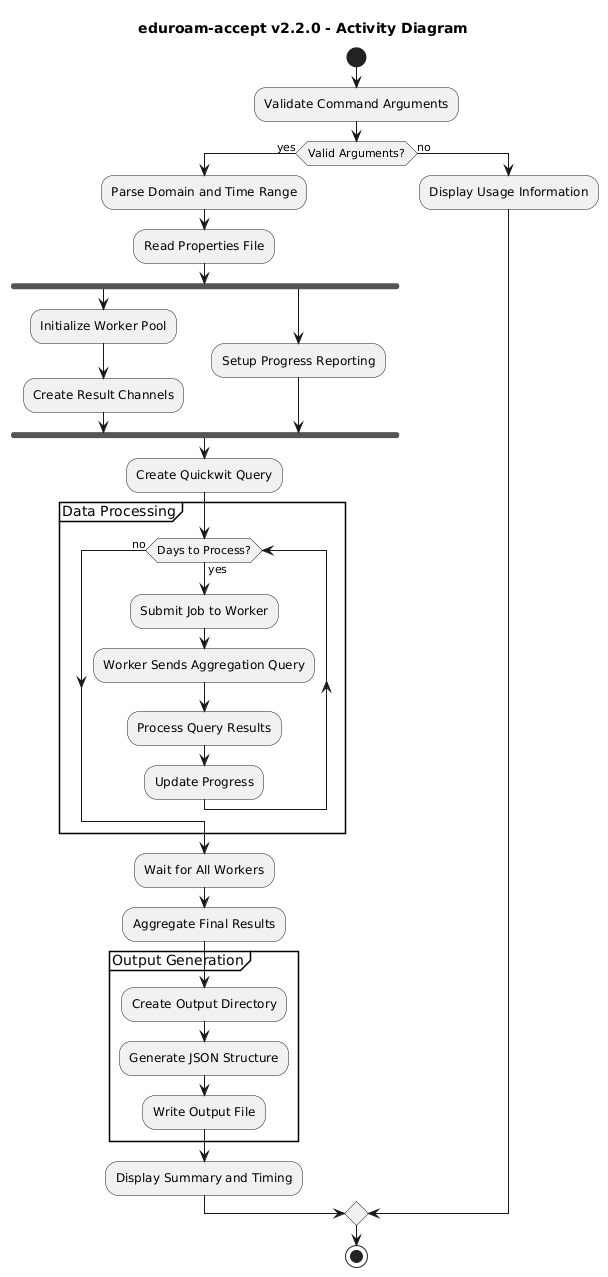 eduroam-accept v2.2.0 - Activity Diagram
Validate Command Arguments
yes
Valid Arguments?
no
Parse Domain and Time Range
Display Usage Information
Read Properties File
Initialize Worker Pool
Setup Progress Reporting
Create Result Channels
Create Quickwit Query
Data Processing
no
Days to Process?
yes
Submit Job to Worker
Worker Sends Aggregation Query
Process Query Results
Update Progress
Wait for All Workers
Aggregate Final Results
Output Generation
Create Output Directory
Generate JSON Structure
Write Output File
Display Summary and Timing